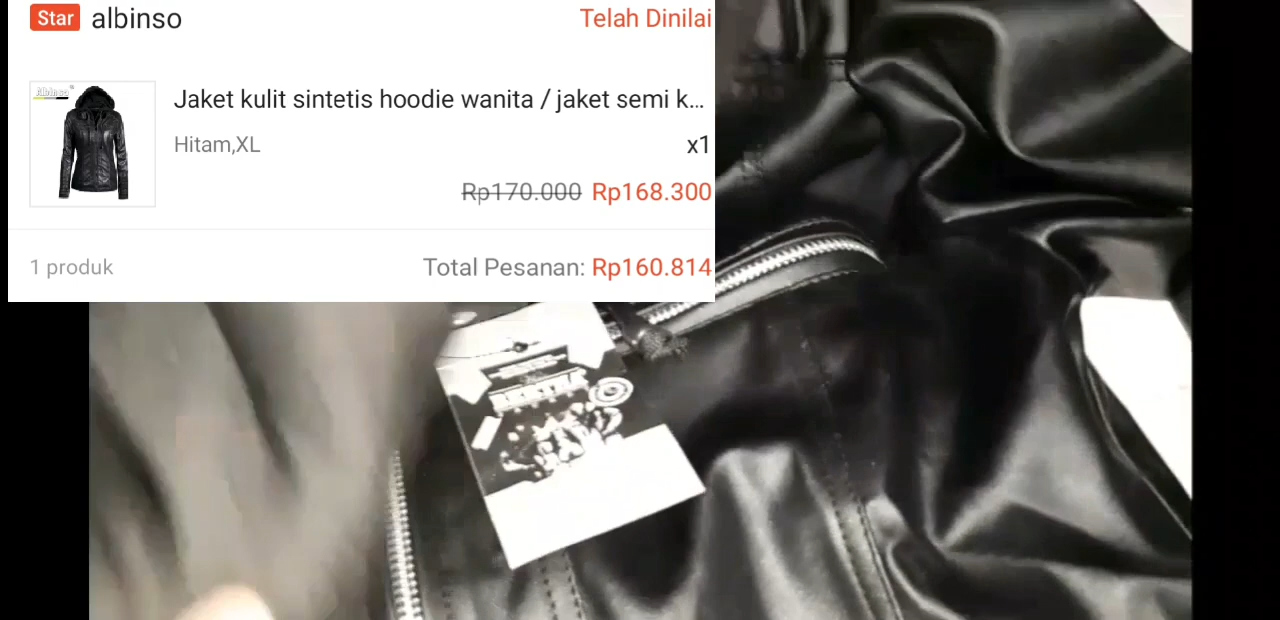 Star albinso
Telah Dinilai
Albinso
Jaket kulit sintetis hoodie wanita / jaket semi k...
Hitam,XL
x1
Rp170.000 Rp168.300
1 produk
Total Pesanan: Rp160.814